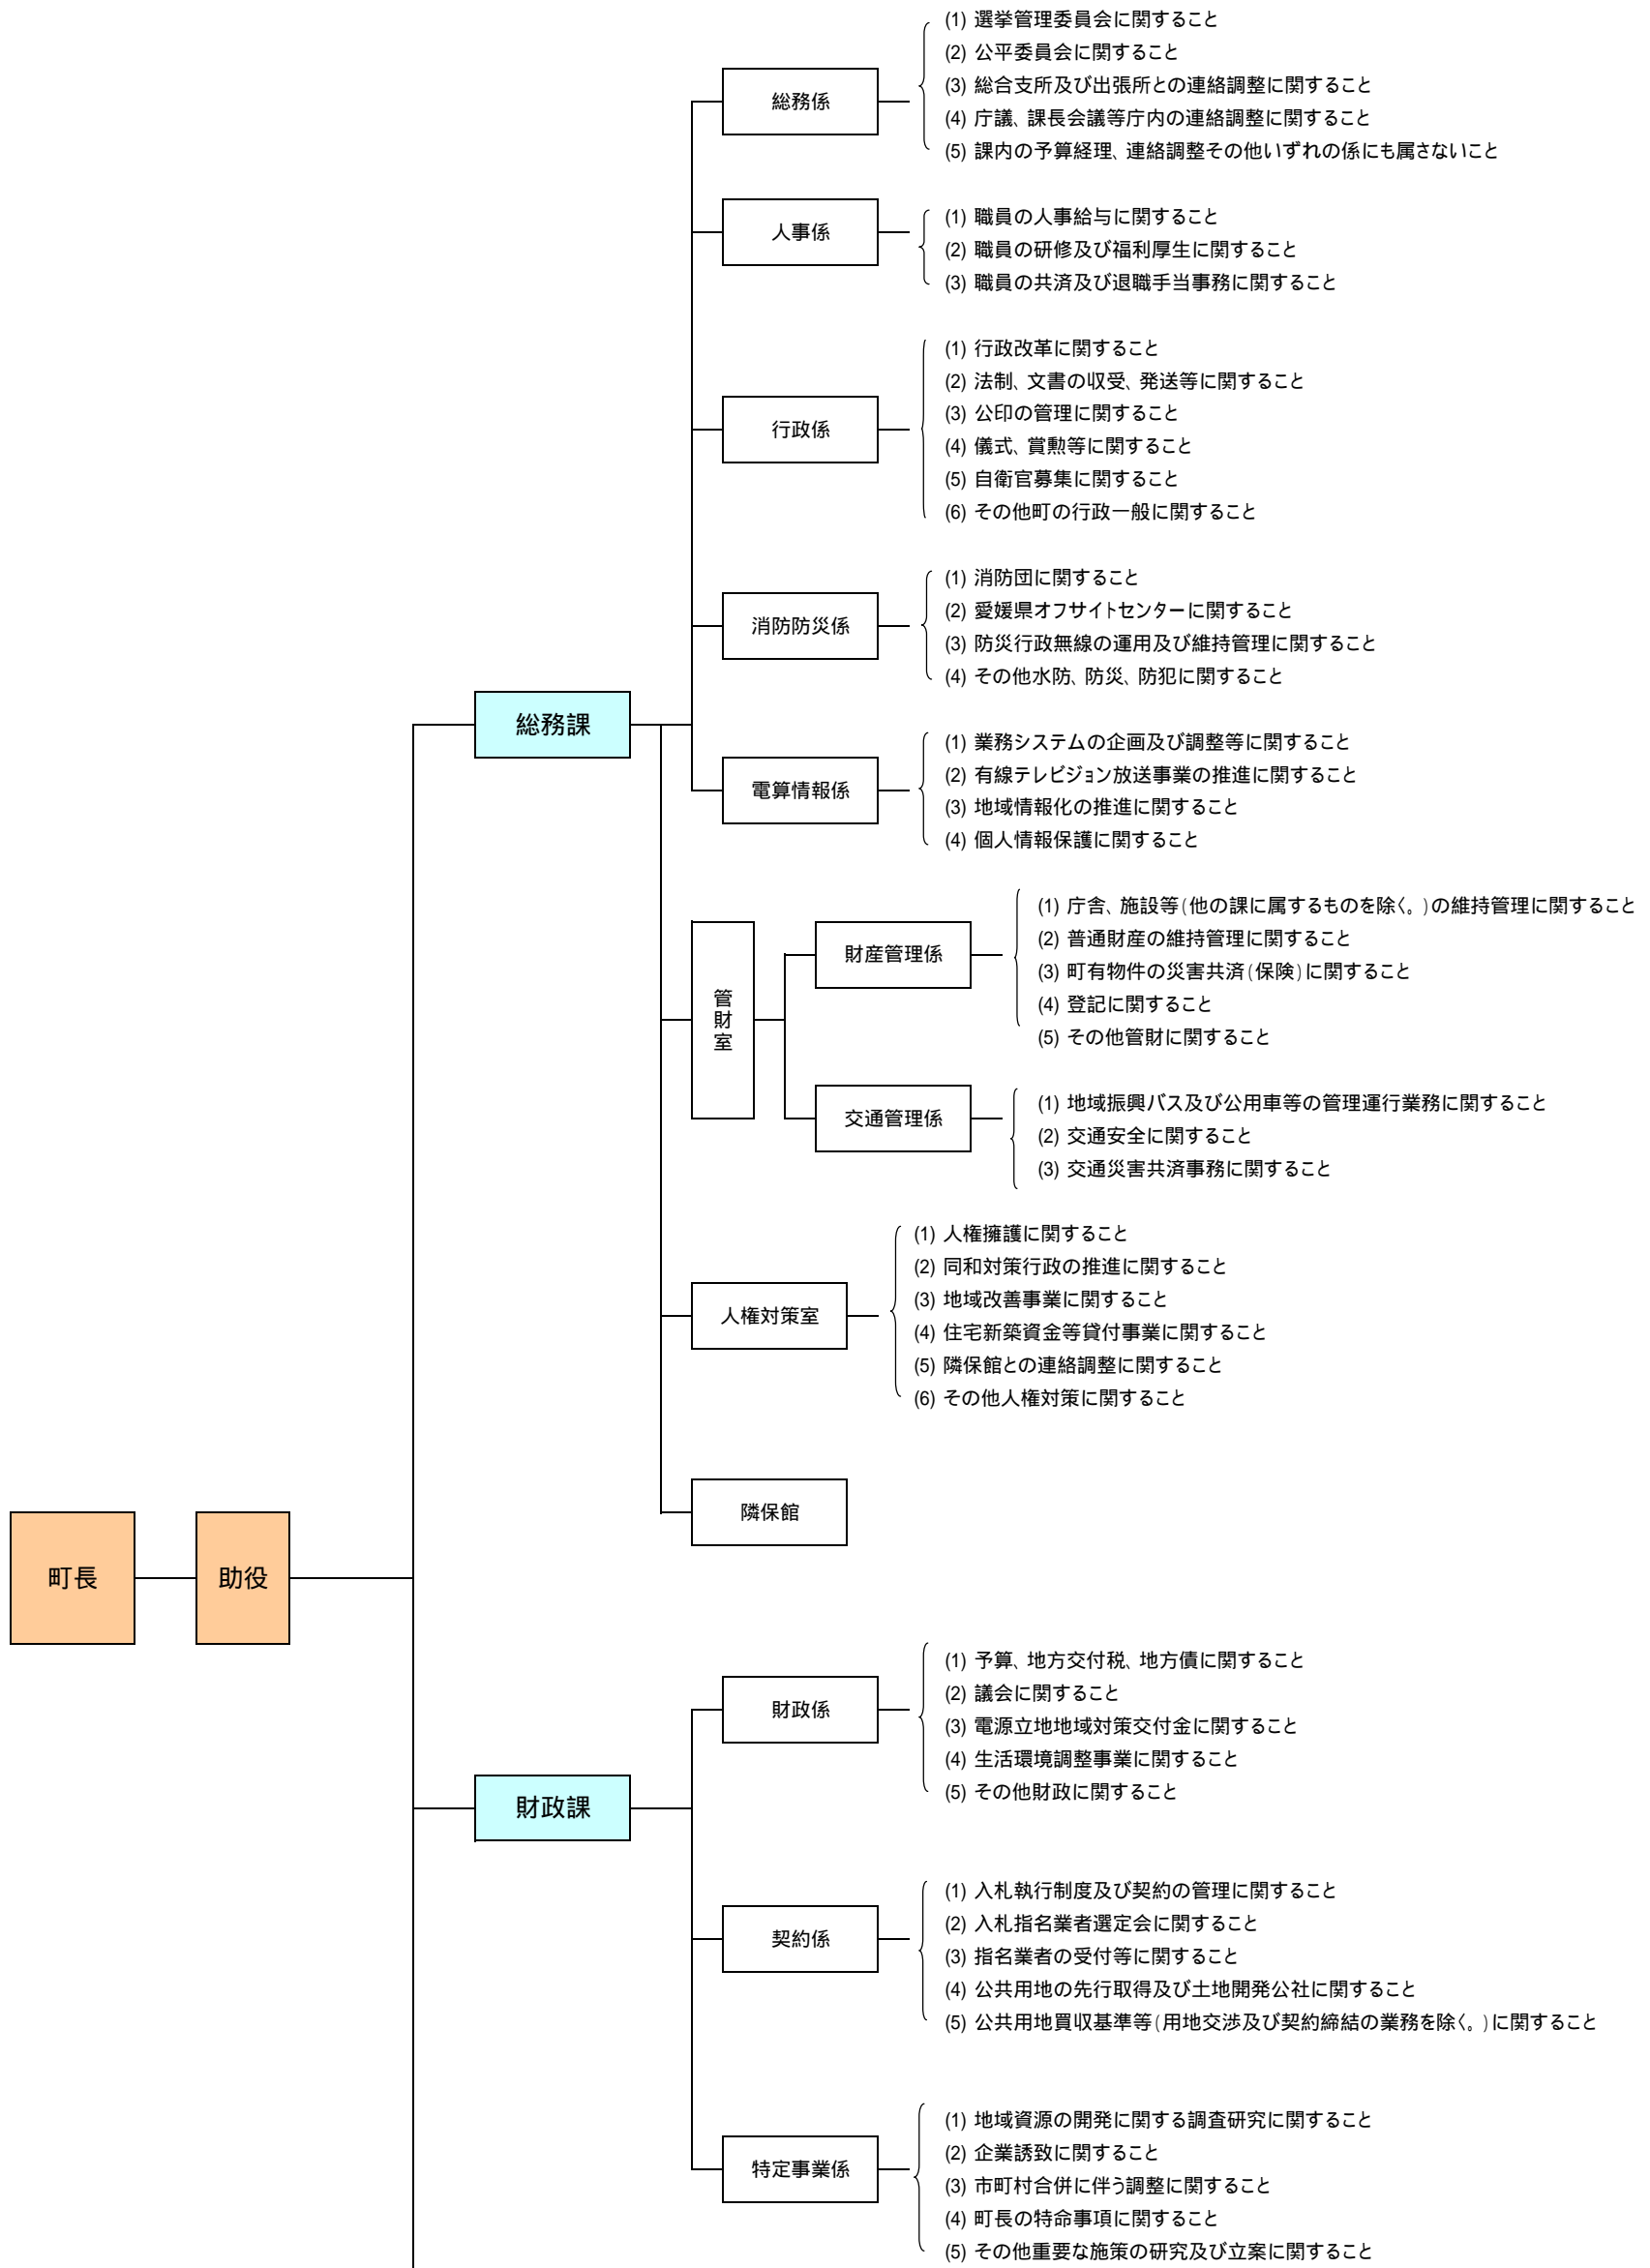 (1) 選挙管理委員会に関すること
(2) 公平委員会に関すること
総務係
(3) 総合支所及び出張所との連絡調整に関すること
(4) 庁議、課長会議等庁内の連絡調整に関すること
(5) 課内の予算経理、連絡調整その他いずれの係にも属さないこと
人事係
(1) 職員の人事給与に関すること
(2) 職員の研修及び福利厚生に関すること
(3) 職員の共済及び退職手当事務に関すること
行政係
(1) 行政改革に関すること
(2) 法制、文書の収受、発送等に関すること
(3) 公印の管理に関すること
(4) 儀式、賞勲等に関すること
(5) 自衛官募集に関すること
(6) その他町の行政一般に関すること
消防防災係
(1) 消防団に関すること
(2) 愛媛県オフサイトセンターに関すること
(3) 防災行政無線の運用及び維持管理に関すること
(4) その他水防、防災、防犯に関すること
総務課
電算情報係
(1) 業務システムの企画及び調整等に関すること
(2) 有線テレビジョン放送事業の推進に関すること
(3) 地域情報化の推進に関すること
(4) 個人情報保護に関すること
管財室
財産管理係
(1) 庁舎、施設等(他の課に属するものを除く。)の維持管理に関すること
(2) 普通財産の維持管理に関すること
(3) 町有物件の災害共済(保険)に関すること
(4) 登記に関すること
(5) その他管財に関すること
交通管理係
(1) 地域振興バス及び公用車等の管理運行業務に関すること
(2) 交通安全に関すること
(3) 交通災害共済事務に関すること
人権対策室
(1) 人権擁護に関すること
(2) 同和対策行政の推進に関すること
(3) 地域改善事業に関すること
(4) 住宅新築資金等貸付事業に関すること
(5) 隣保館との連絡調整に関すること
(6) その他人権対策に関すること
隣保館
町長
助役
財政係
(1) 予算、地方交付税、地方債に関すること
(2) 議会に関すること
(3) 電源立地地域対策交付金に関すること
(4) 生活環境調整事業に関すること
(5) その他財政に関すること
財政課
契約係
(1) 入札執行制度及び契約の管理に関すること
(2) 入札指名業者選定会に関すること
(3) 指名業者の受付等に関すること
(4) 公共用地の先行取得及び土地開発公社に関すること
(5) 公共用地買収基準等(用地交渉及び契約締結の業務を除く。)に関すること
特定事業係
(1) 地域資源の開発に関する調査研究に関すること
(2) 企業誘致に関すること
(3) 市町村合併に伴う調整に関すること
(4) 町長の特命事項に関すること
(5) その他重要な施策の研究及び立案に関すること